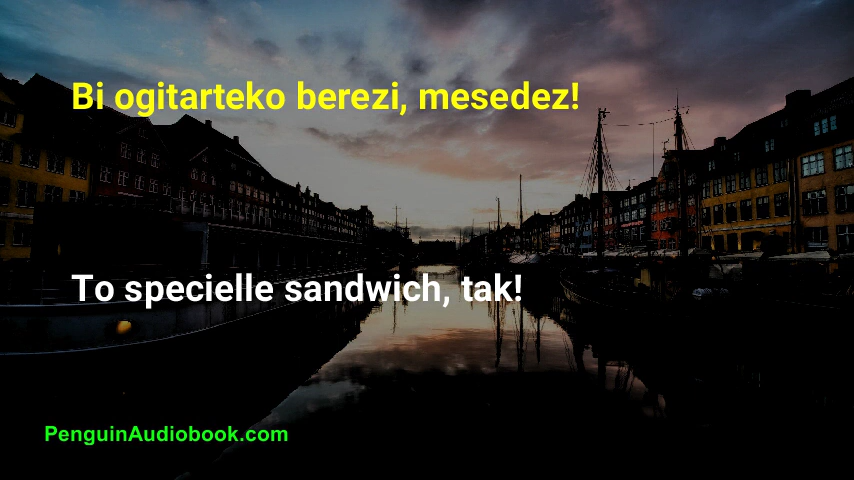 Bi ogitarteko berezi, mesedez!
To specielle sandwich, tak!
PenguinAudiobook.com